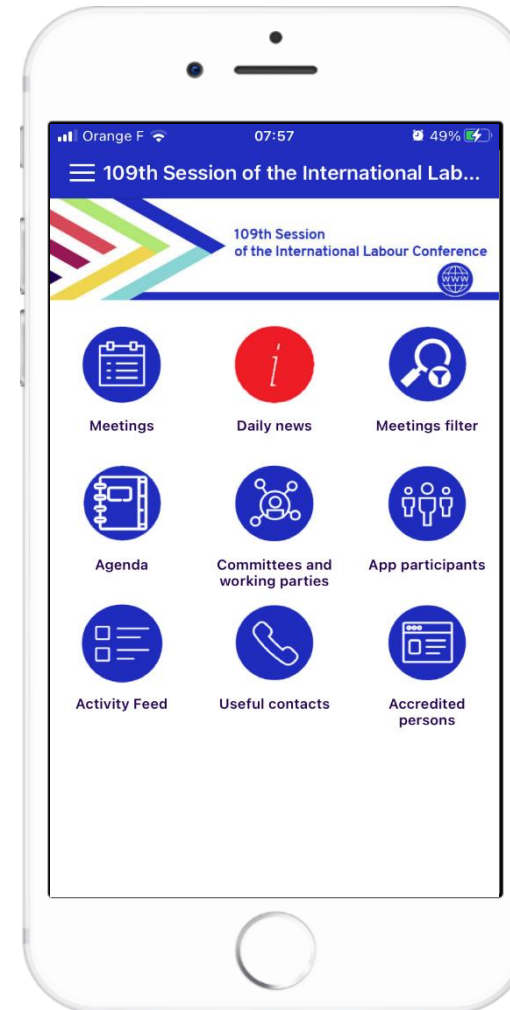 Orange F 07:57 49%
109th Session of the International Lab...
109th Session
of the International Labour Conference
www
i
Meetings Daily news Meetings filter
Agenda Committees and App participants
working parties
Activity Feed Useful contacts Accredited
persons